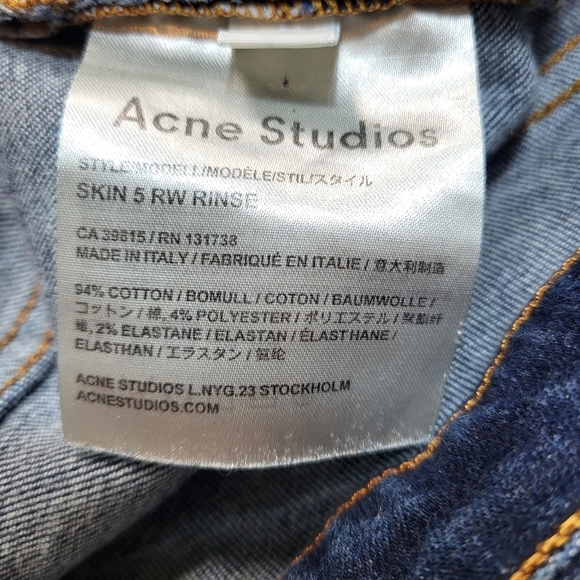 Acne Studios
STYLE/MODELL/MODÈLE/STIL/スタイル
SKIN 5 RW RINSE
CA 39815 / RN 131738
MADE IN ITALY / FABRIQUÉ EN ITALIE / 意大利制造
94% COTTON / BOMULL / COTON / BAUMWOLLE /
コットン / 棉, 4% POLYESTER / ポリエステル / 聚酯纤
维, 2% ELASTANE / ELASTAN / ÉLASTHANE /
ELASTHAN / エラスタン / 氨纶
ACNE STUDIOS L.NYG.23 STOCKHOLM
ACNESTUDIOS.COM